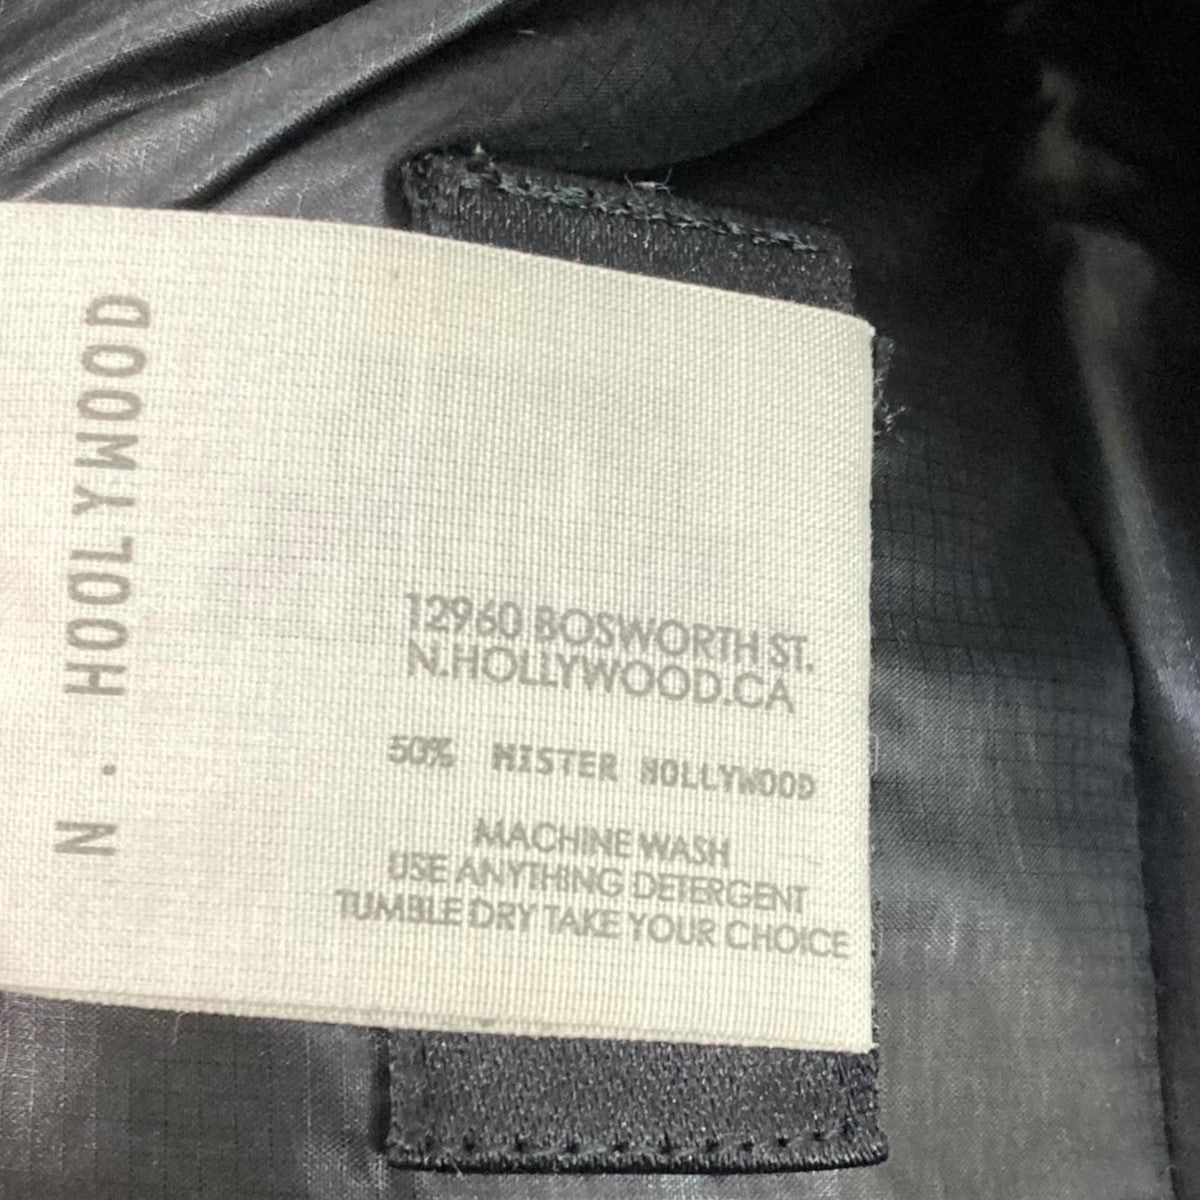 N . HOOLYWOOD
12960 BOSWORTH ST.
N.HOLLYWOOD.CA
50% MISTER HOLLYWOOD
MACHINE WASH
USE ANYTHING DETERGENT
TUMBLE DRY TAKE YOUR CHOICE